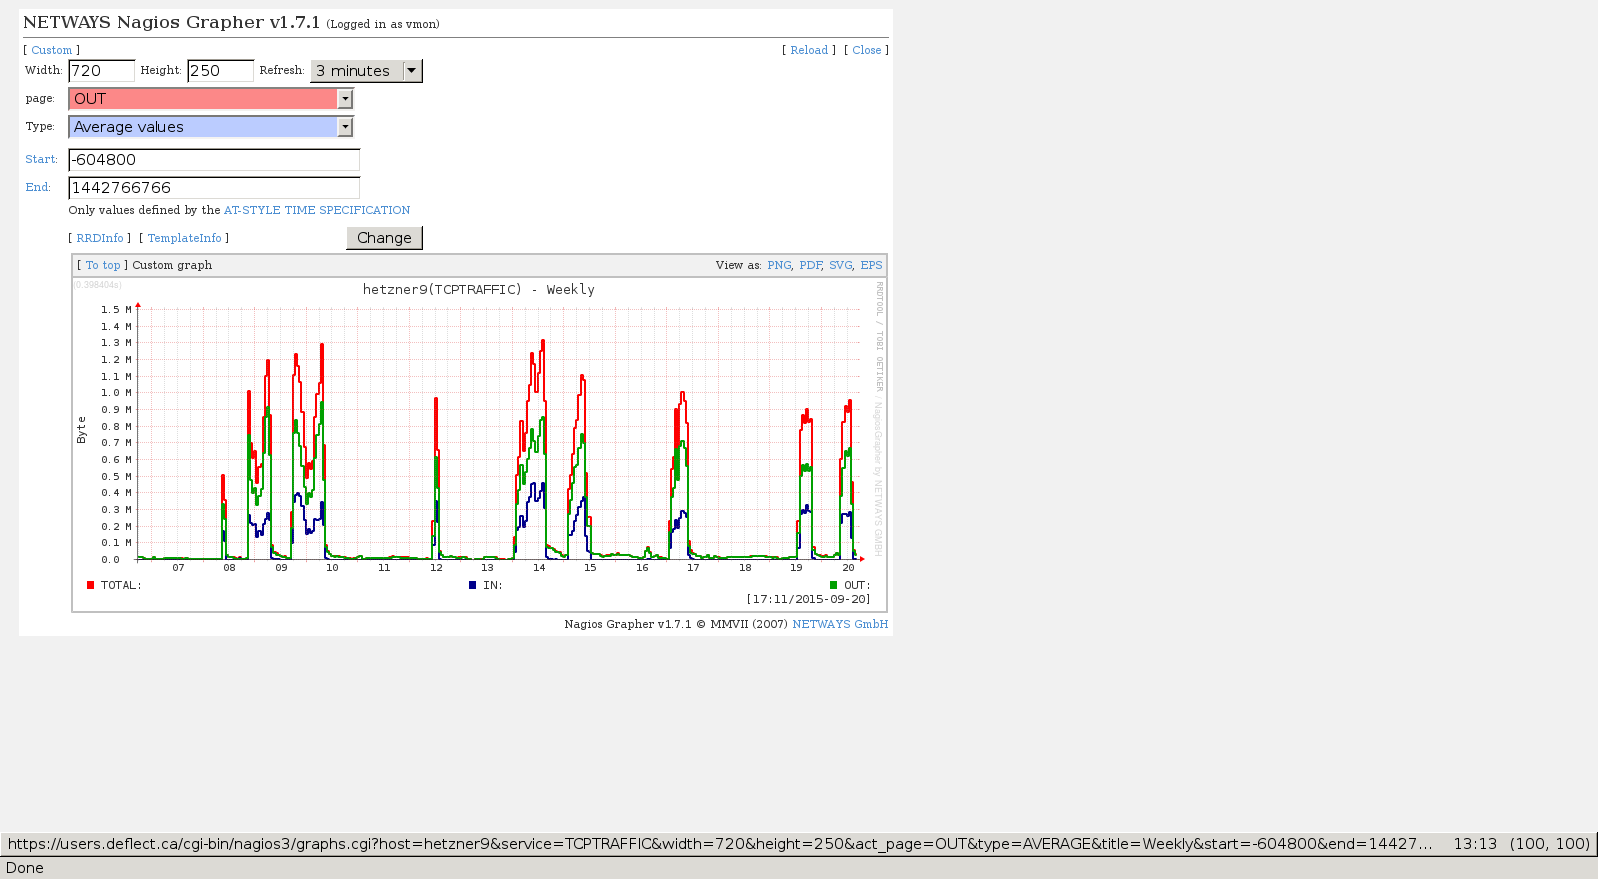 NETWAYS Nagios Grapher v1.7.1 (Logged in as vmon)
[ Custom ] [ Reload ] [ Close ]
Width: 720 Height: 250 Refresh: 3 minutes
page: OUT
Type: Average values
Start: -604800
End: 1442766766
Only values defined by the AT-STYLE TIME SPECIFICATION
[ RRDInfo ] [ TemplateInfo ] Change
[ To top ] Custom graph View as: PNG, PDF, SVG, EPS
(0.398404s)
hetzner9(TCPTRAFFIC) - Weekly
RRDTOOL / TOBI OETIKER / NagiosGrapher by NETWAYS GMBH
Byte
1.5 M
1.4 M
1.3 M
1.2 M
1.1 M
1.0 M
0.9 M
0.8 M
0.7 M
0.6 M
0.5 M
0.4 M
0.3 M
0.2 M
0.1 M
0.0
07 08 09 10 11 12 13 14 15 16 17 18 19 20
TOTAL: IN: OUT:
[17:11/2015-09-20]
Nagios Grapher v1.7.1 © MMVII (2007) NETWAYS GmbH
https://users.deflect.ca/cgi-bin/nagios3/graphs.cgi?host=hetzner9&service=TCPTRAFFIC&width=720&height=250&act_page=OUT&type=AVERAGE&title=Weekly&start=-604800&end=14427... 13:13 (100, 100)
Done